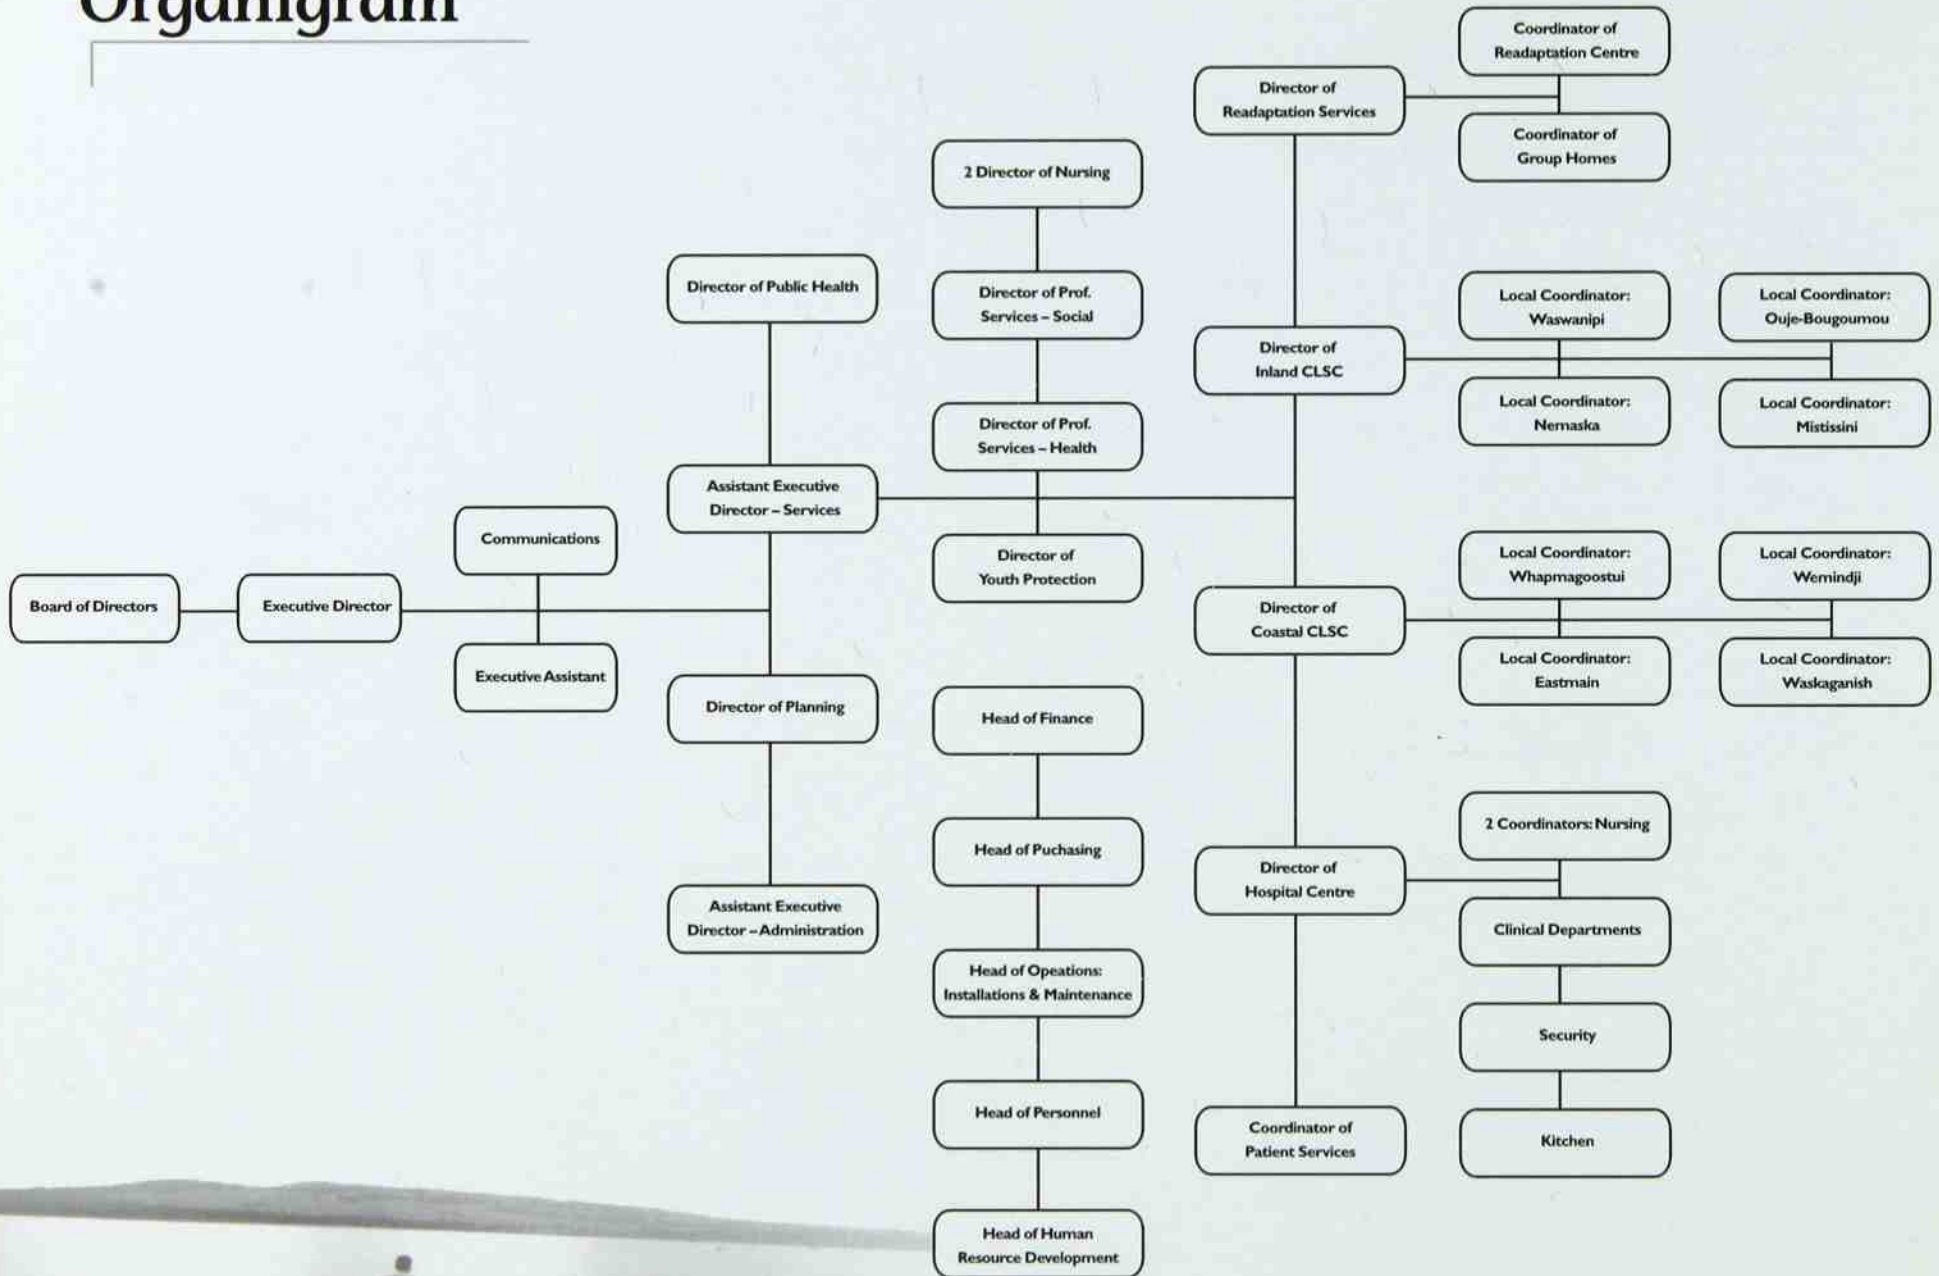 Organigram
Board of Directors
Executive Director
Communications
Executive Assistant
Director of Public Health
Assistant Executive
Director – Services
Director of Planning
Assistant Executive
Director – Administration
2 Director of Nursing
Director of Prof.
Services – Social
Director of Prof.
Services – Health
Director of
Youth Protection
Head of Finance
Head of Puchasing
Head of Opeations:
Installations & Maintenance
Head of Personnel
Head of Human
Resource Development
Director of
Readaptation Services
Director of
Inland CLSC
Director of
Coastal CLSC
Director of
Hospital Centre
Coordinator of
Patient Services
Coordinator of
Readaptation Centre
Coordinator of
Group Homes
Local Coordinator:
Waswanipi
Local Coordinator:
Nemaska
Local Coordinator:
Ouje-Bougoumou
Local Coordinator:
Mistissini
Local Coordinator:
Whapmagoostui
Local Coordinator:
Eastmain
Local Coordinator:
Wemindji
Local Coordinator:
Waskaganish
2 Coordinators: Nursing
Clinical Departments
Security
Kitchen